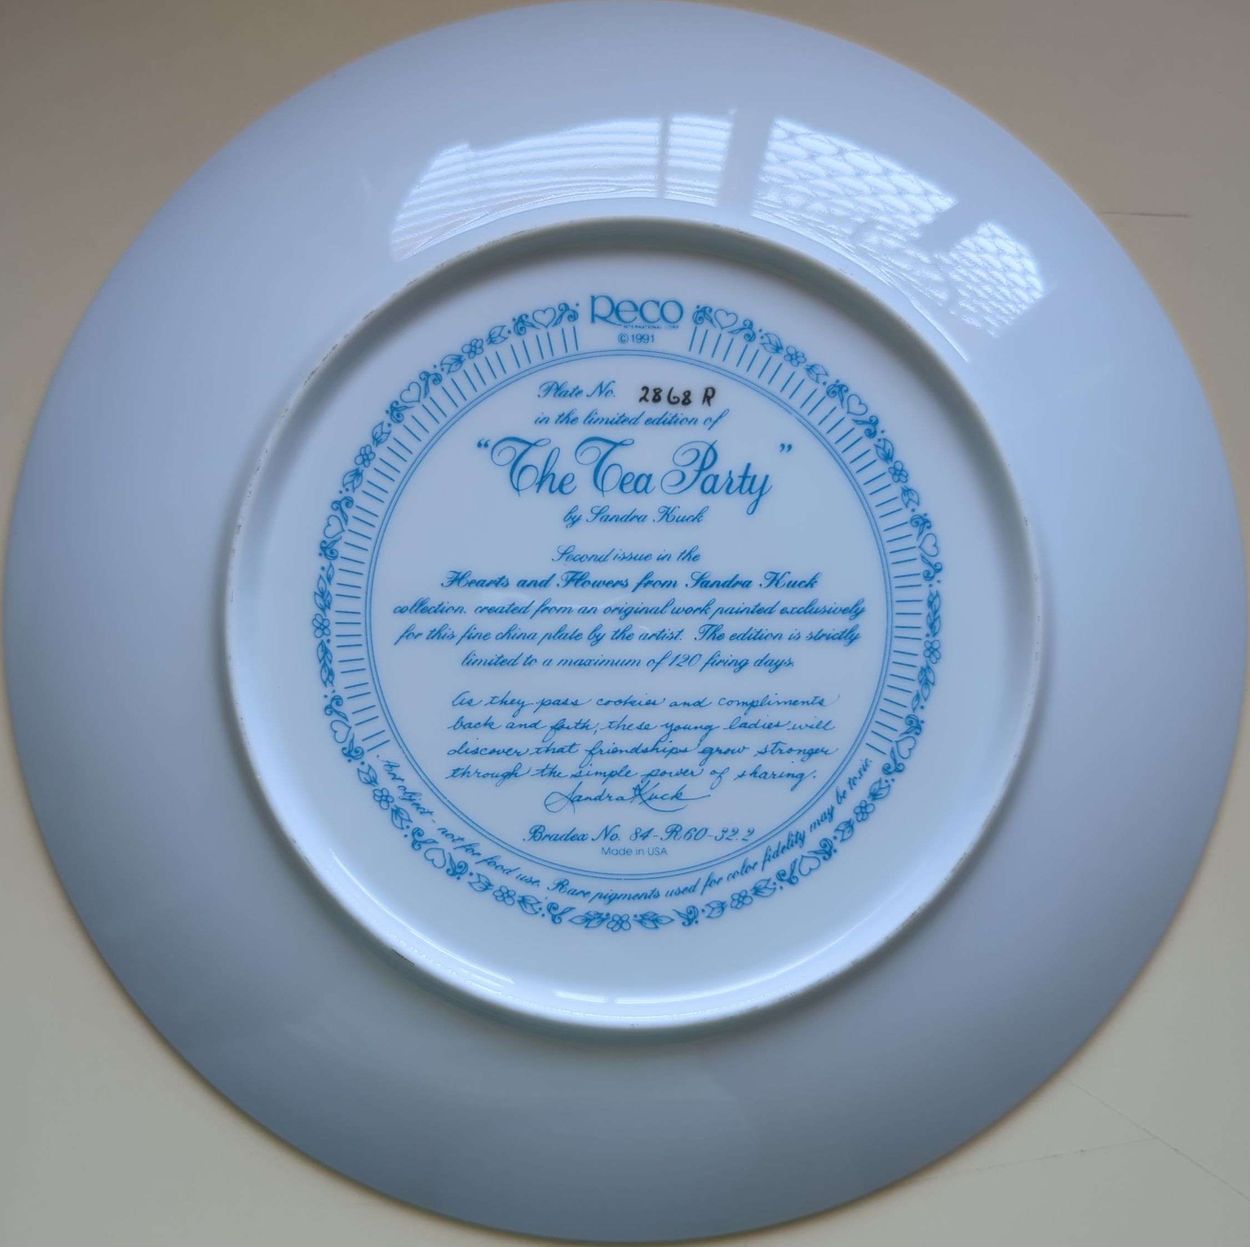 Reco
INTERNATIONAL CORP.
©1991
Plate No. 2868 R
in the limited edition of
“The Tea Party”
by Sandra Kuck
Second issue in the
Hearts and Flowers from Sandra Kuck
collection, created from an original work painted exclusively
for this fine china plate by the artist. The edition is strictly
limited to a maximum of 120 firing days.
As they pass cookies and compliments
back and forth, these young ladies will
discover that friendships grow stronger
through the simple power of sharing.
Sandra Kuck
Bradex No. 84-R60-32.2
Made in USA
Art object - not for food use. Rare pigments used for color fidelity may be toxic.